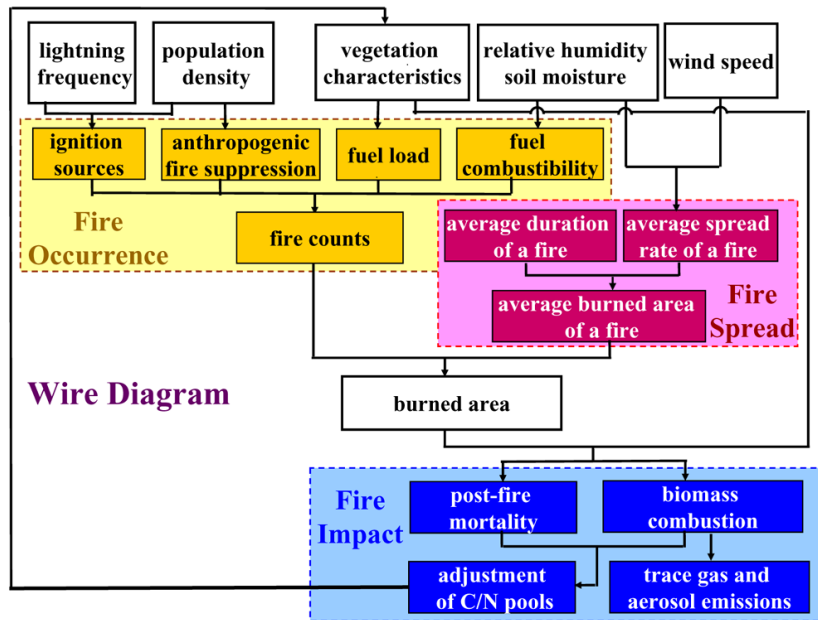 lightning
frequency
population
density
vegetation
characteristics
relative humidity
soil moisture
wind speed
ignition
sources
anthropogenic
fire suppression
fuel load
fuel
combustibility
Fire
Occurrence
fire counts
average duration
of a fire
average spread
rate of a fire
average burned area
of a fire
Fire
Spread
Wire Diagram
burned area
Fire
Impact
post-fire
mortality
biomass
combustion
adjustment
of C/N pools
trace gas and
aerosol emissions